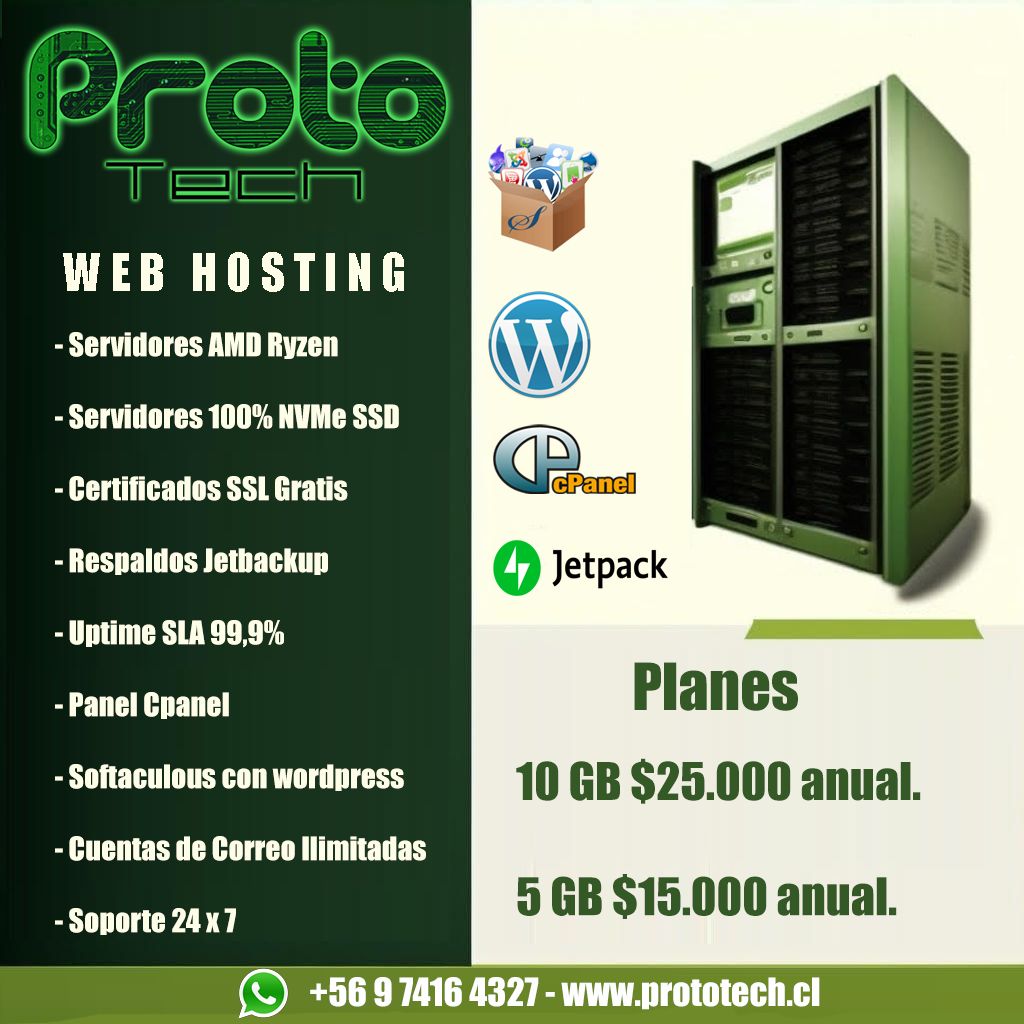 Proto
Tech
WEB HOSTING
- Servidores AMD Ryzen
- Servidores 100% NVMe SSD
- Certificados SSL Gratis
- Respaldos Jetbackup
- Uptime SLA 99,9%
- Panel Cpanel
- Softaculous con wordpress
- Cuentas de Correo Ilimitadas
- Soporte 24 x 7
S
W
W
cPanel
Jetpack
Planes
10 GB $25.000 anual.
5 GB $15.000 anual.
+56 9 7416 4327 - www.prototech.cl